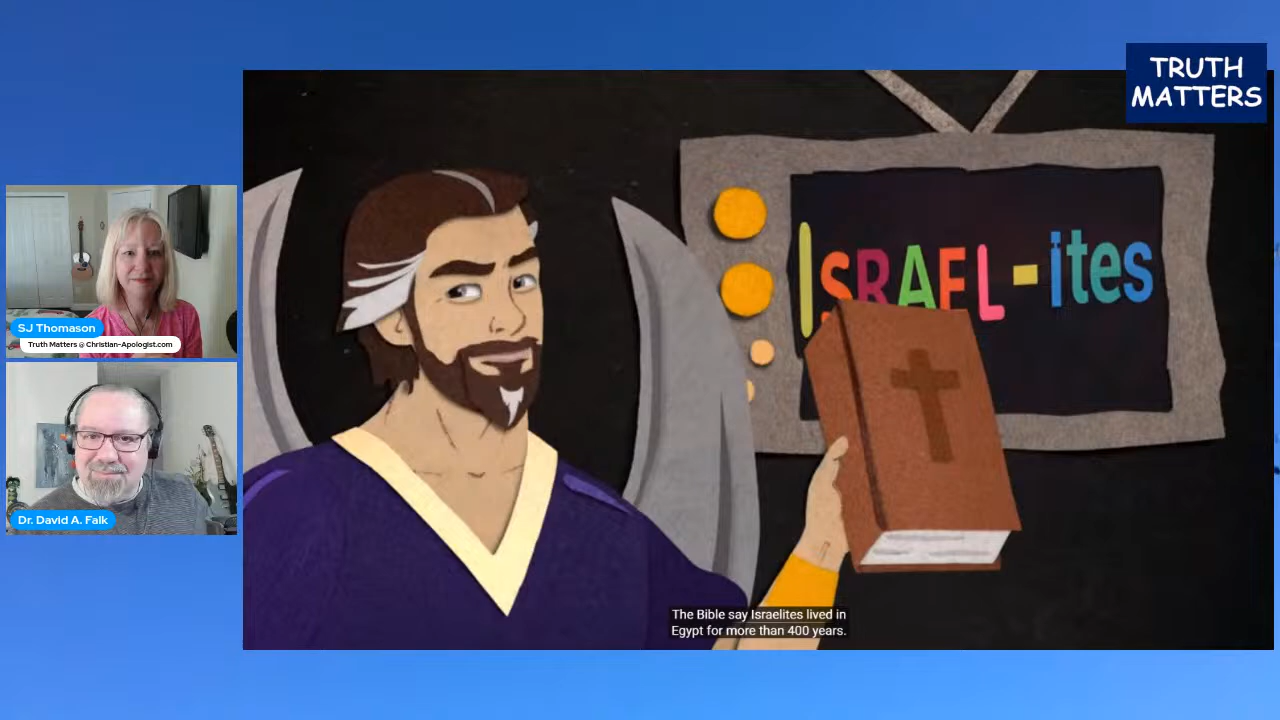 TRUTH
MATTERS
IsRAEL-ites
SJ Thomason
Truth Matters @ Christian-Apologist.com
Dr. David A. Falk
The Bible say Israelites lived in
Egypt for more than 400 years.